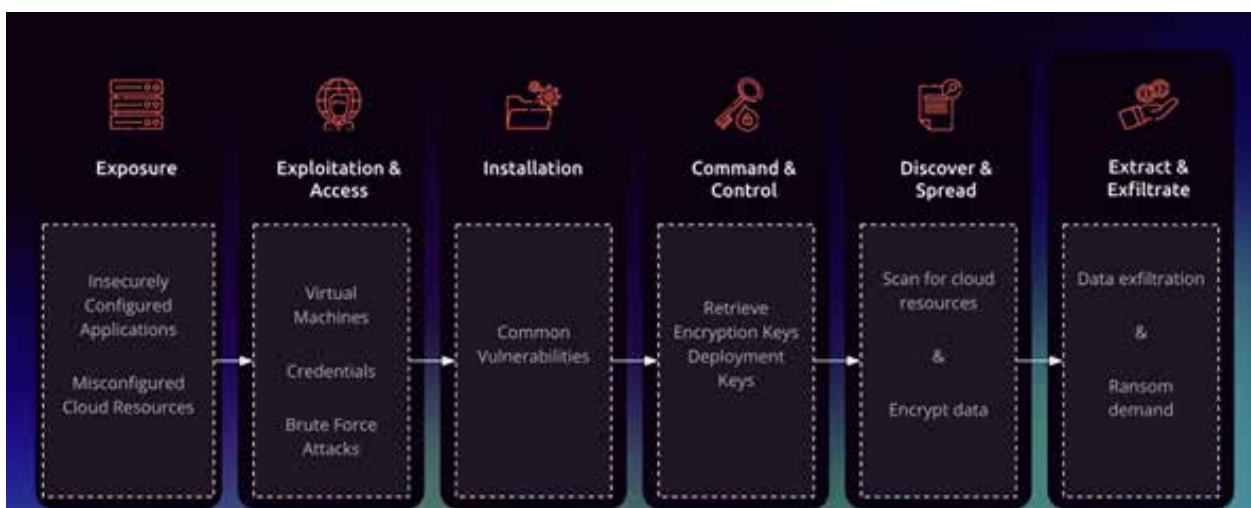 Exposure
Insecurely
Configured
Applications
Misconfigured
Cloud Resources
Exploitation &
Access
Virtual
Machines
Credentials
Brute Force
Attacks
Installation
Common
Vulnerabilities
Command &
Control
Retrieve
Encryption Keys
Deployment
Keys
Discover &
Spread
Scan for cloud
resources
&
Encrypt data
Extract &
Exfiltrate
Data exfiltration
&
Ransom
demand